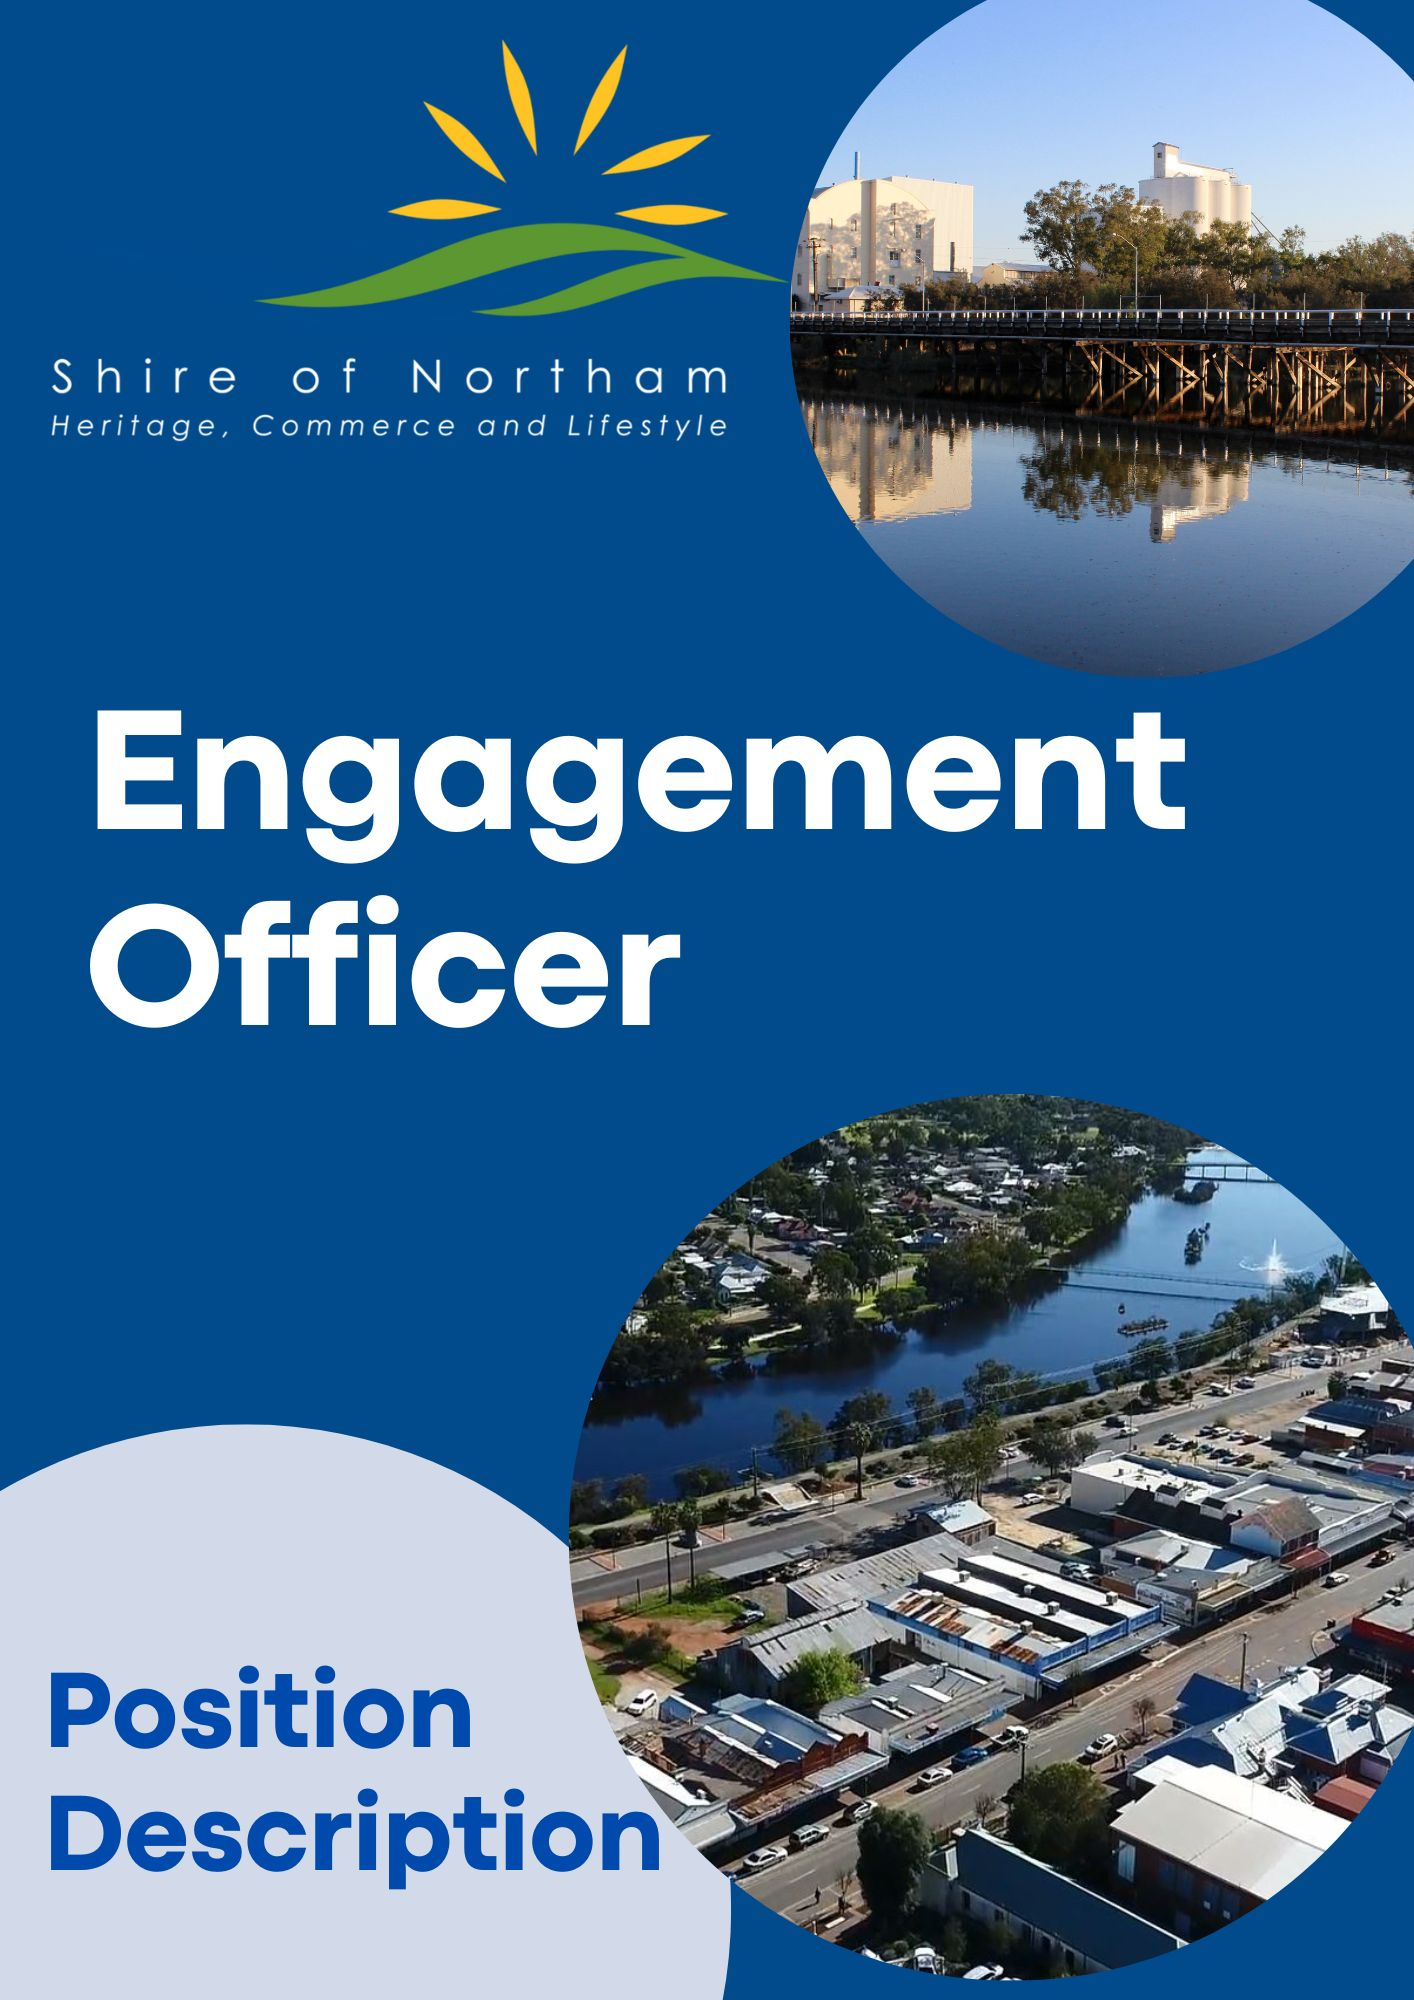 Shire of Northam
Heritage, Commerce and Lifestyle
Engagement
Officer
Position
Description